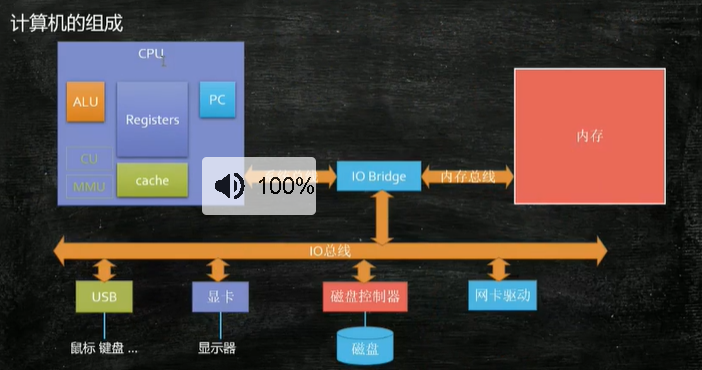 计算机的组成
CPU
ALU
Registers
PC
CU
MMU
cache
100%
IO Bridge
内存总线
内存
IO总线
USB
显卡
磁盘控制器
网卡驱动
鼠标 键盘 ...
显示器
磁盘